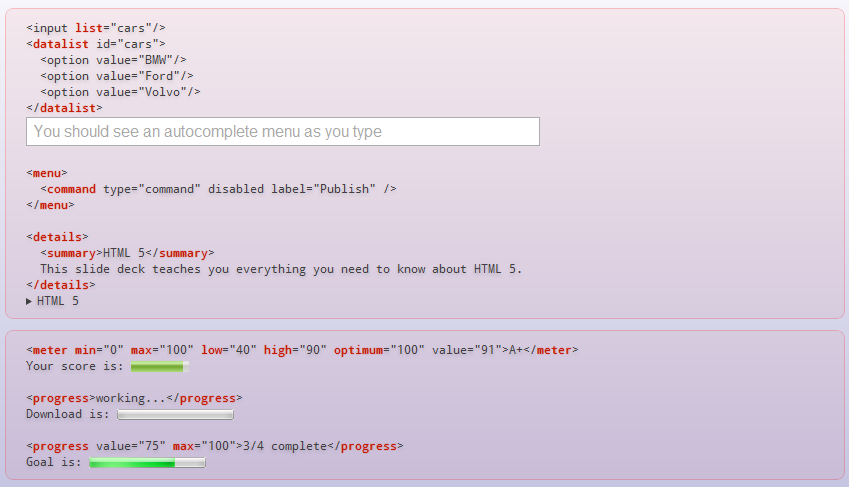 <input list="cars"/>
<datalist id="cars">
<option value="BMW"/>
<option value="Ford"/>
<option value="Volvo"/>
</datalist>
You should see an autocomplete menu as you type
<menu>
<command type="command" disabled label="Publish" />
</menu>
<details>
<summary>HTML 5</summary>
This slide deck teaches you everything you need to know about HTML 5.
</details>
HTML 5
<meter min="0" max="100" low="40" high="90" optimum="100" value="91">A+</meter>
Your score is:
<progress>working...</progress>
Download is:
<progress value="75" max="100">3/4 complete</progress>
Goal is: